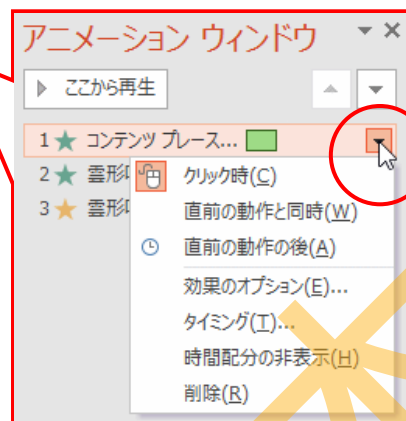 アニメーション ウィンドウ
ここから再生
1 コンテンツ プレース...
2 雲形
3 雲形
クリック時(C)
直前の動作と同時(W)
直前の動作の後(A)
効果のオプション(E)...
タイミング(T)...
時間配分の非表示(H)
削除(R)